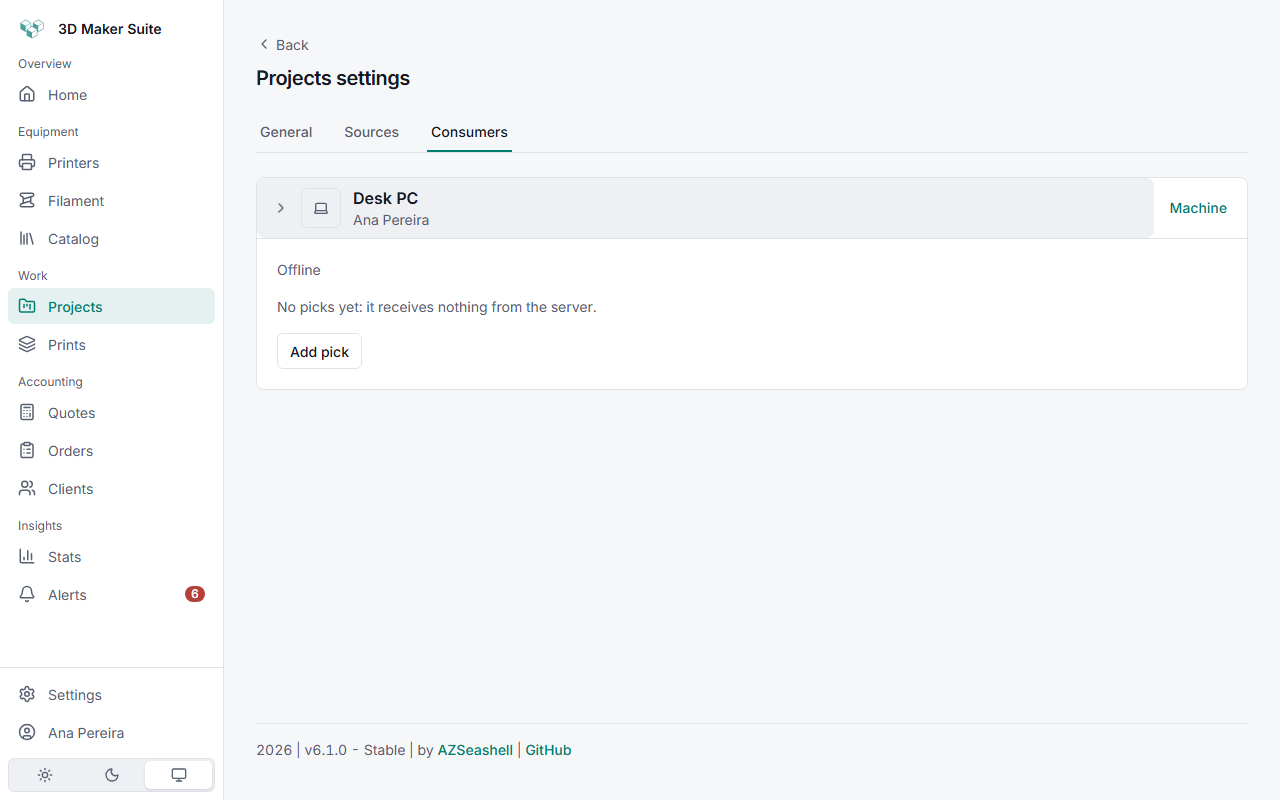 3D Maker Suite
Overview
Home
Equipment
Printers
Filament
Catalog
Work
Projects
Prints
Accounting
Quotes
Orders
Clients
Insights
Stats
Alerts 6
Settings
Ana Pereira
Back
Projects settings
General Sources Consumers
Desk PC
Ana Pereira
Machine
Offline
No picks yet: it receives nothing from the server.
Add pick
2026 | v6.1.0 - Stable | by AZSeashell | GitHub